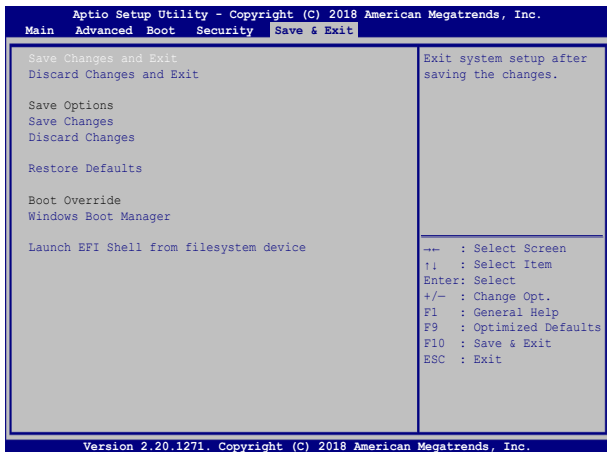 Aptio Setup Utility - Copyright (C) 2018 American Megatrends, Inc.
Main Advanced Boot Security Save & Exit
Save Changes and Exit
Discard Changes and Exit
Save Options
Save Changes
Discard Changes
Restore Defaults
Boot Override
Windows Boot Manager
Launch EFI Shell from filesystem device
Exit system setup after
saving the changes.
→← : Select Screen
↑↓ : Select Item
Enter: Select
+/— : Change Opt.
F1 : General Help
F9 : Optimized Defaults
F10 : Save & Exit
ESC : Exit
Version 2.20.1271. Copyright (C) 2018 American Megatrends, Inc.